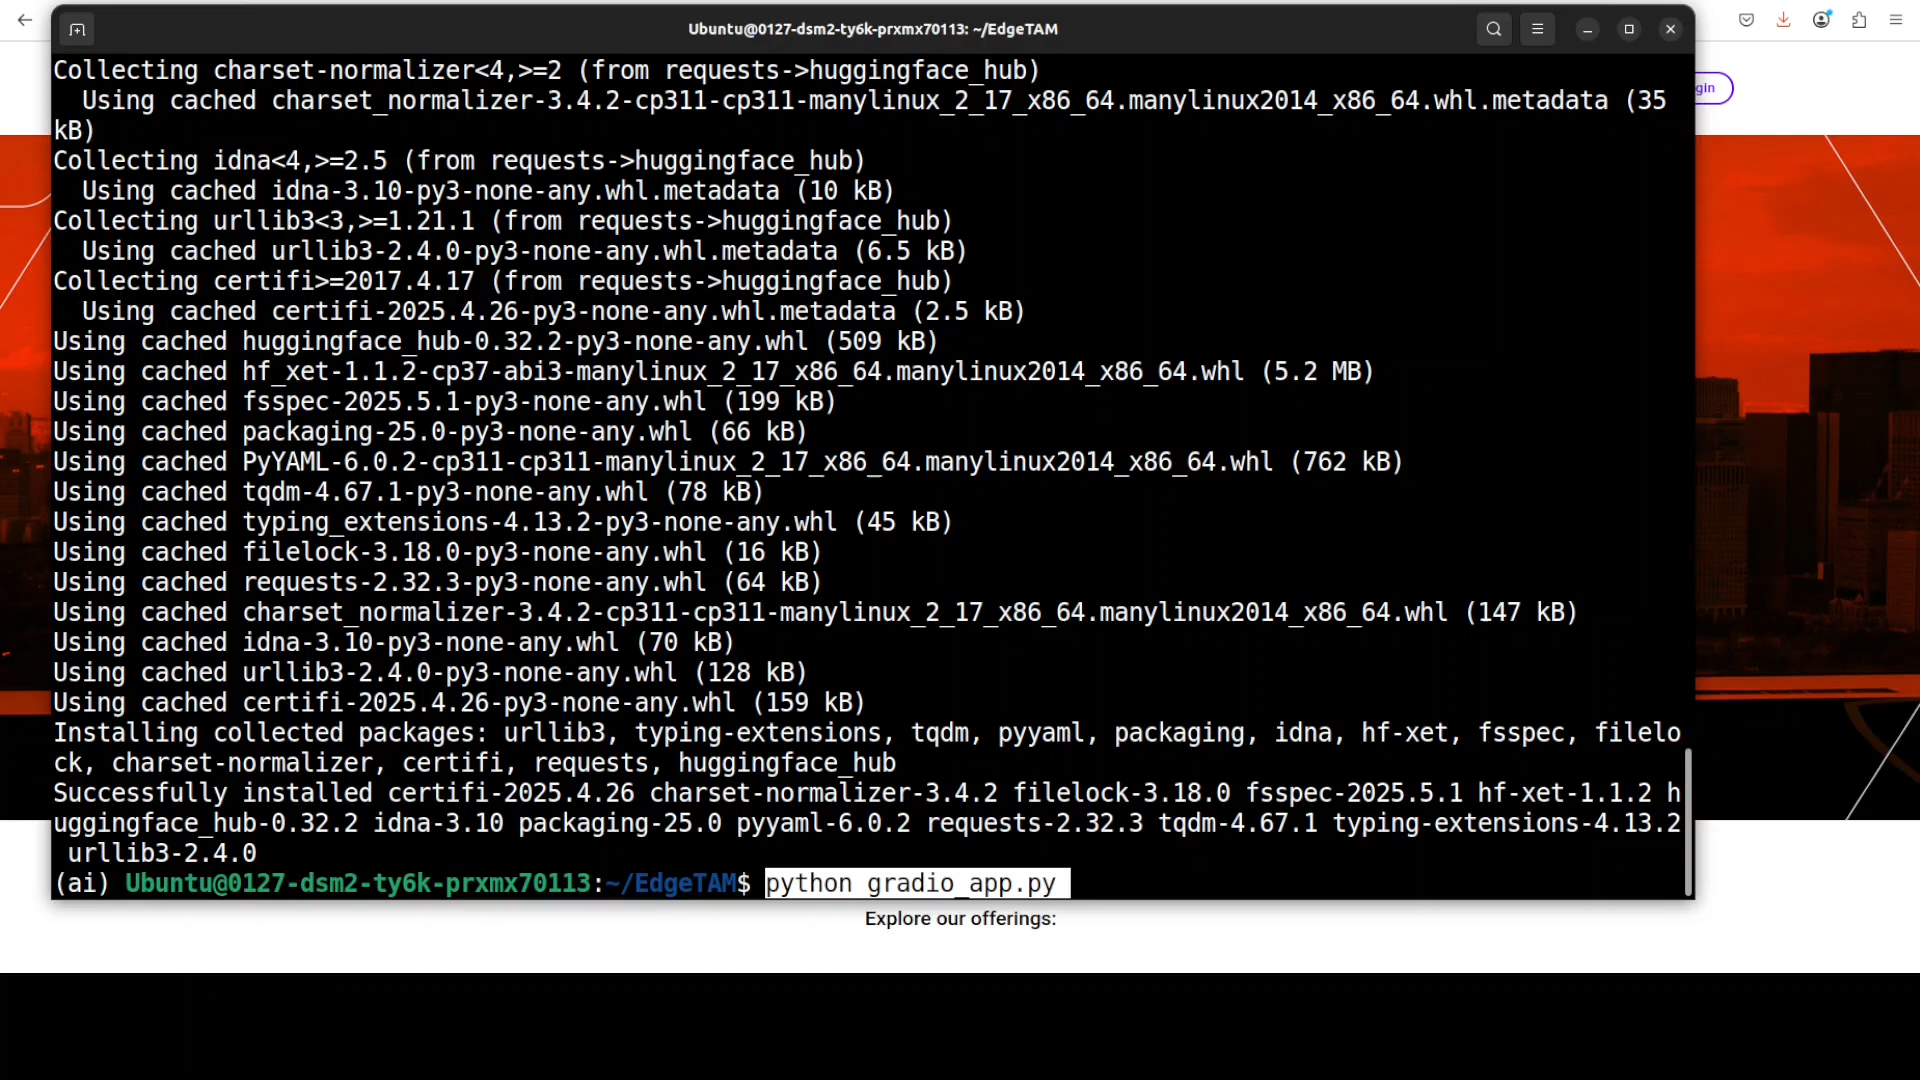 Ubuntu@0127-dsm2-ty6k-prxmx70113: ~/EdgeTAM
Collecting charset-normalizer<4,>=2 (from requests->huggingface_hub)
  Using cached charset_normalizer-3.4.2-cp311-cp311-manylinux_2_17_x86_64.manylinux2014_x86_64.whl.metadata (35
kB)
Collecting idna<4,>=2.5 (from requests->huggingface_hub)
  Using cached idna-3.10-py3-none-any.whl.metadata (10 kB)
Collecting urllib3<3,>=1.21.1 (from requests->huggingface_hub)
  Using cached urllib3-2.4.0-py3-none-any.whl.metadata (6.5 kB)
Collecting certifi>=2017.4.17 (from requests->huggingface_hub)
  Using cached certifi-2025.4.26-py3-none-any.whl.metadata (2.5 kB)
Using cached huggingface_hub-0.32.2-py3-none-any.whl (509 kB)
Using cached hf_xet-1.1.2-cp37-abi3-manylinux_2_17_x86_64.manylinux2014_x86_64.whl (5.2 MB)
Using cached fsspec-2025.5.1-py3-none-any.whl (199 kB)
Using cached packaging-25.0-py3-none-any.whl (66 kB)
Using cached PyYAML-6.0.2-cp311-cp311-manylinux_2_17_x86_64.manylinux2014_x86_64.whl (762 kB)
Using cached tqdm-4.67.1-py3-none-any.whl (78 kB)
Using cached typing_extensions-4.13.2-py3-none-any.whl (45 kB)
Using cached filelock-3.18.0-py3-none-any.whl (16 kB)
Using cached requests-2.32.3-py3-none-any.whl (64 kB)
Using cached charset_normalizer-3.4.2-cp311-cp311-manylinux_2_17_x86_64.manylinux2014_x86_64.whl (147 kB)
Using cached idna-3.10-py3-none-any.whl (70 kB)
Using cached urllib3-2.4.0-py3-none-any.whl (128 kB)
Using cached certifi-2025.4.26-py3-none-any.whl (159 kB)
Installing collected packages: urllib3, typing-extensions, tqdm, pyyaml, packaging, idna, hf-xet, fsspec, filelo
ck, charset-normalizer, certifi, requests, huggingface_hub
Successfully installed certifi-2025.4.26 charset-normalizer-3.4.2 filelock-3.18.0 fsspec-2025.5.1 hf-xet-1.1.2 h
uggingface_hub-0.32.2 idna-3.10 packaging-25.0 pyyaml-6.0.2 requests-2.32.3 tqdm-4.67.1 typing-extensions-4.13.2
 urllib3-2.4.0
(ai) Ubuntu@0127-dsm2-ty6k-prxmx70113:~/EdgeTAM$ python gradio_app.py
gin
Explore our offerings: